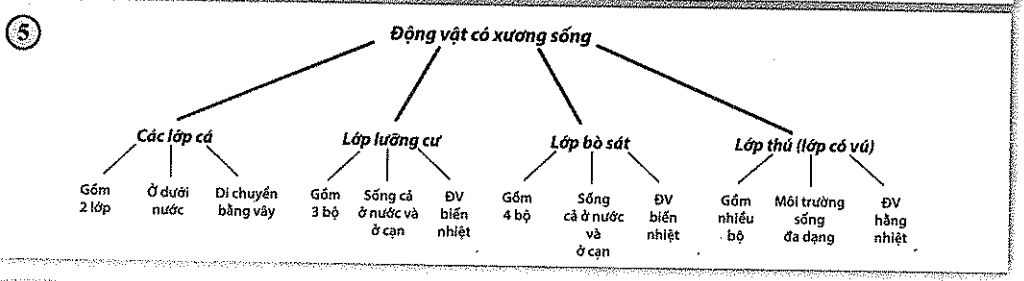 5
Động vật có xương sống
Các lớp cá
Lớp lưỡng cư
Lớp bò sát
Lớp thú (lớp có vú)
Gồm
2 lớp
Ở dưới
nước
Di chuyển
bằng vây
Gồm
3 bộ
Sống cả
ở nước và
ở cạn
ĐV
biến
nhiệt
Gồm
4 bộ
Sống
cả ở nước
và
ở cạn
ĐV
biến
nhiệt
Gồm
nhiều
bộ
Môi trường
sống
đa dạng
ĐV
hằng
nhiệt